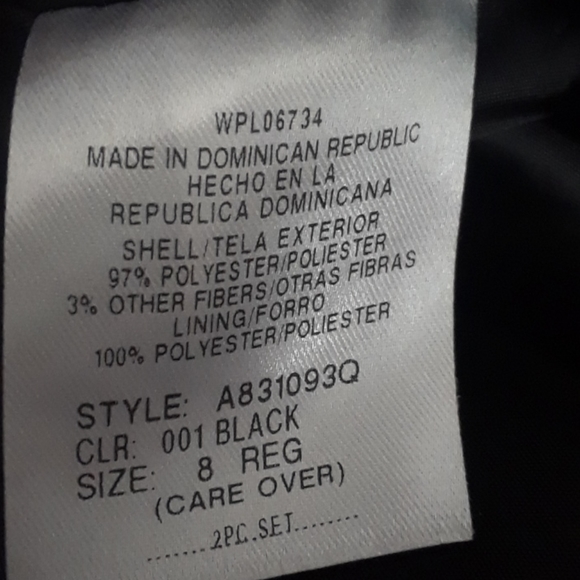 WPL06734
MADE IN DOMINICAN REPUBLIC
HECHO EN LA
REPUBLICA DOMINICANA
SHELL/TELA EXTERIOR
97% POLYESTER/POLIESTER
3% OTHER FIBERS/OTRAS FIBRAS
LINING/FORRO
100% POLYESTER/POLIESTER
STYLE: A831093Q
CLR: 001 BLACK
SIZE: 8 REG
(CARE OVER)
.......2PC.SET........